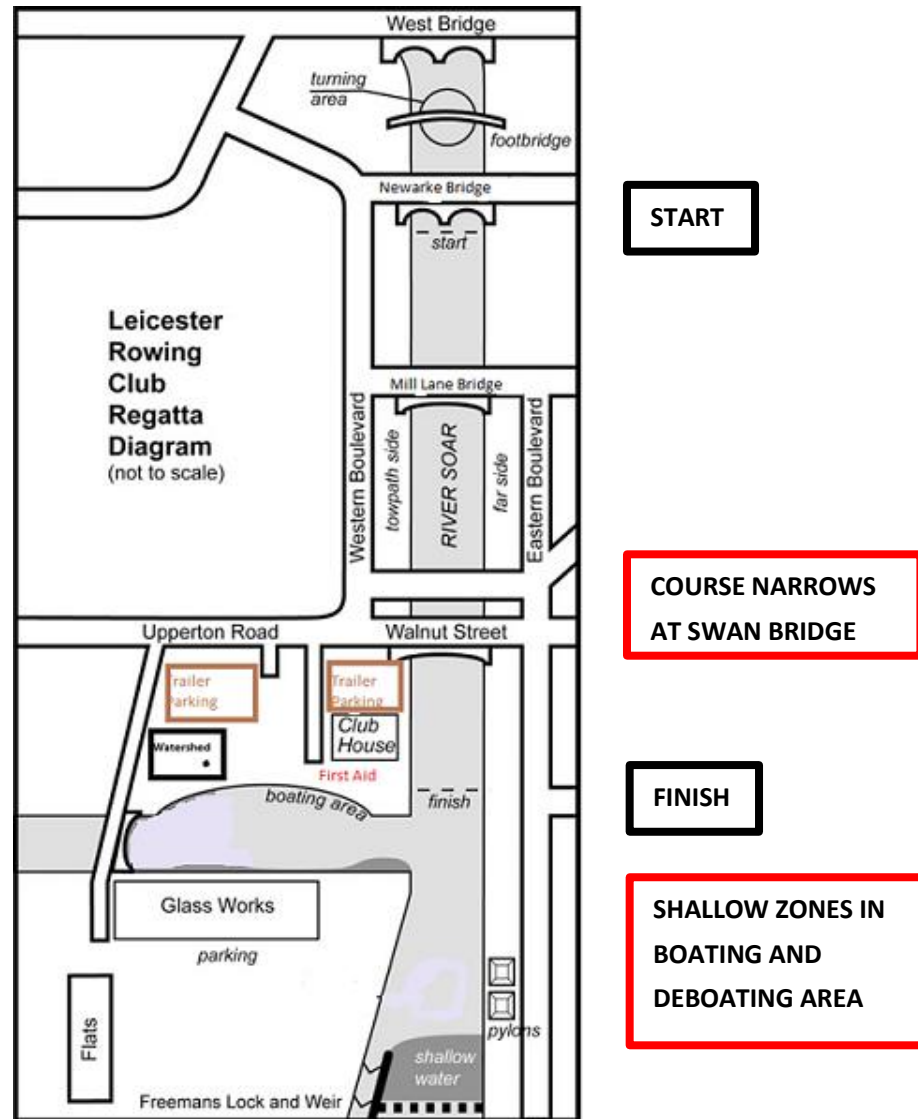 West Bridge
turning
area
footbridge
Newarke Bridge
start
START
Leicester
Rowing
Club
Regatta
Diagram
(not to scale)
Mill Lane Bridge
Western Boulevard
towpath side
RIVER SOAR
far side
Eastern Boulevard
COURSE NARROWS
AT SWAN BRIDGE
Upperton Road
Walnut Street
Trailer
Parking
Trailer
Parking
Club
House
Watershed
First Aid
boating area
finish
FINISH
Glass Works
parking
SHALLOW ZONES IN
BOATING AND
DEBOATING AREA
Flats
pylons
shallow
water
Freemans Lock and Weir